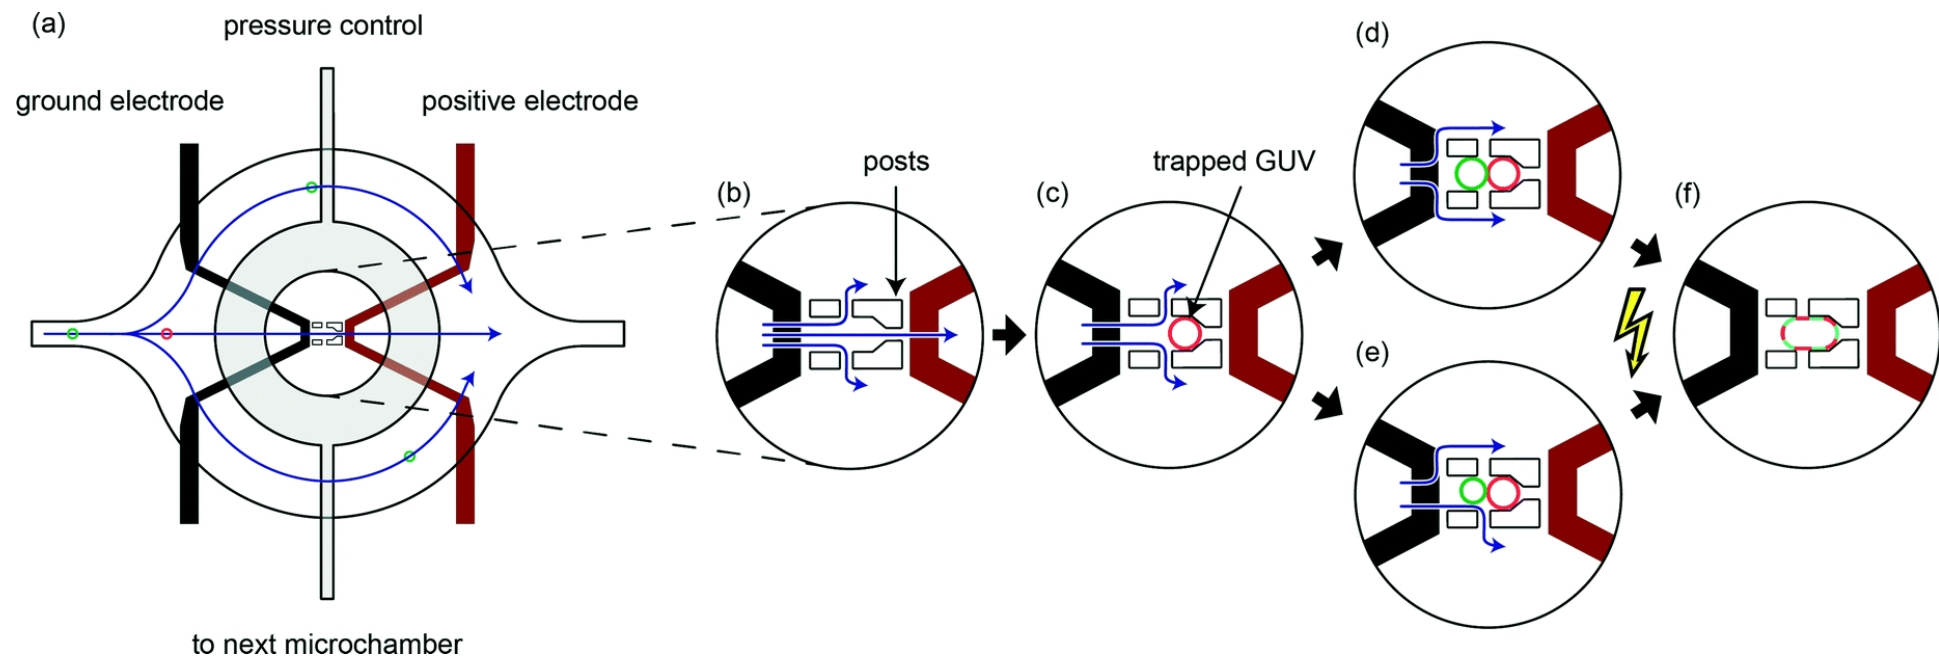 (a)
pressure control
ground electrode
positive electrode
to next microchamber
(b)
posts
(c)
trapped GUV
(d)
(e)
(f)